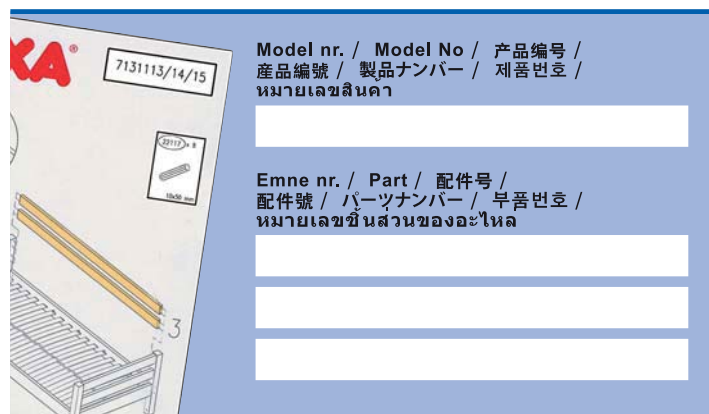 XA®
7131113/14/15
22117 x 8
10x50 mm
3
Model nr. / Model No / 产品编号 /
產品編號 / 製品ナンバー / 제품번호 /
หมายเลขสินคา
Emne nr. / Part / 配件号 /
配件號 / パーツナンバー / 부품번호 /
หมายเลขชิ้นส่วนของอะไหล